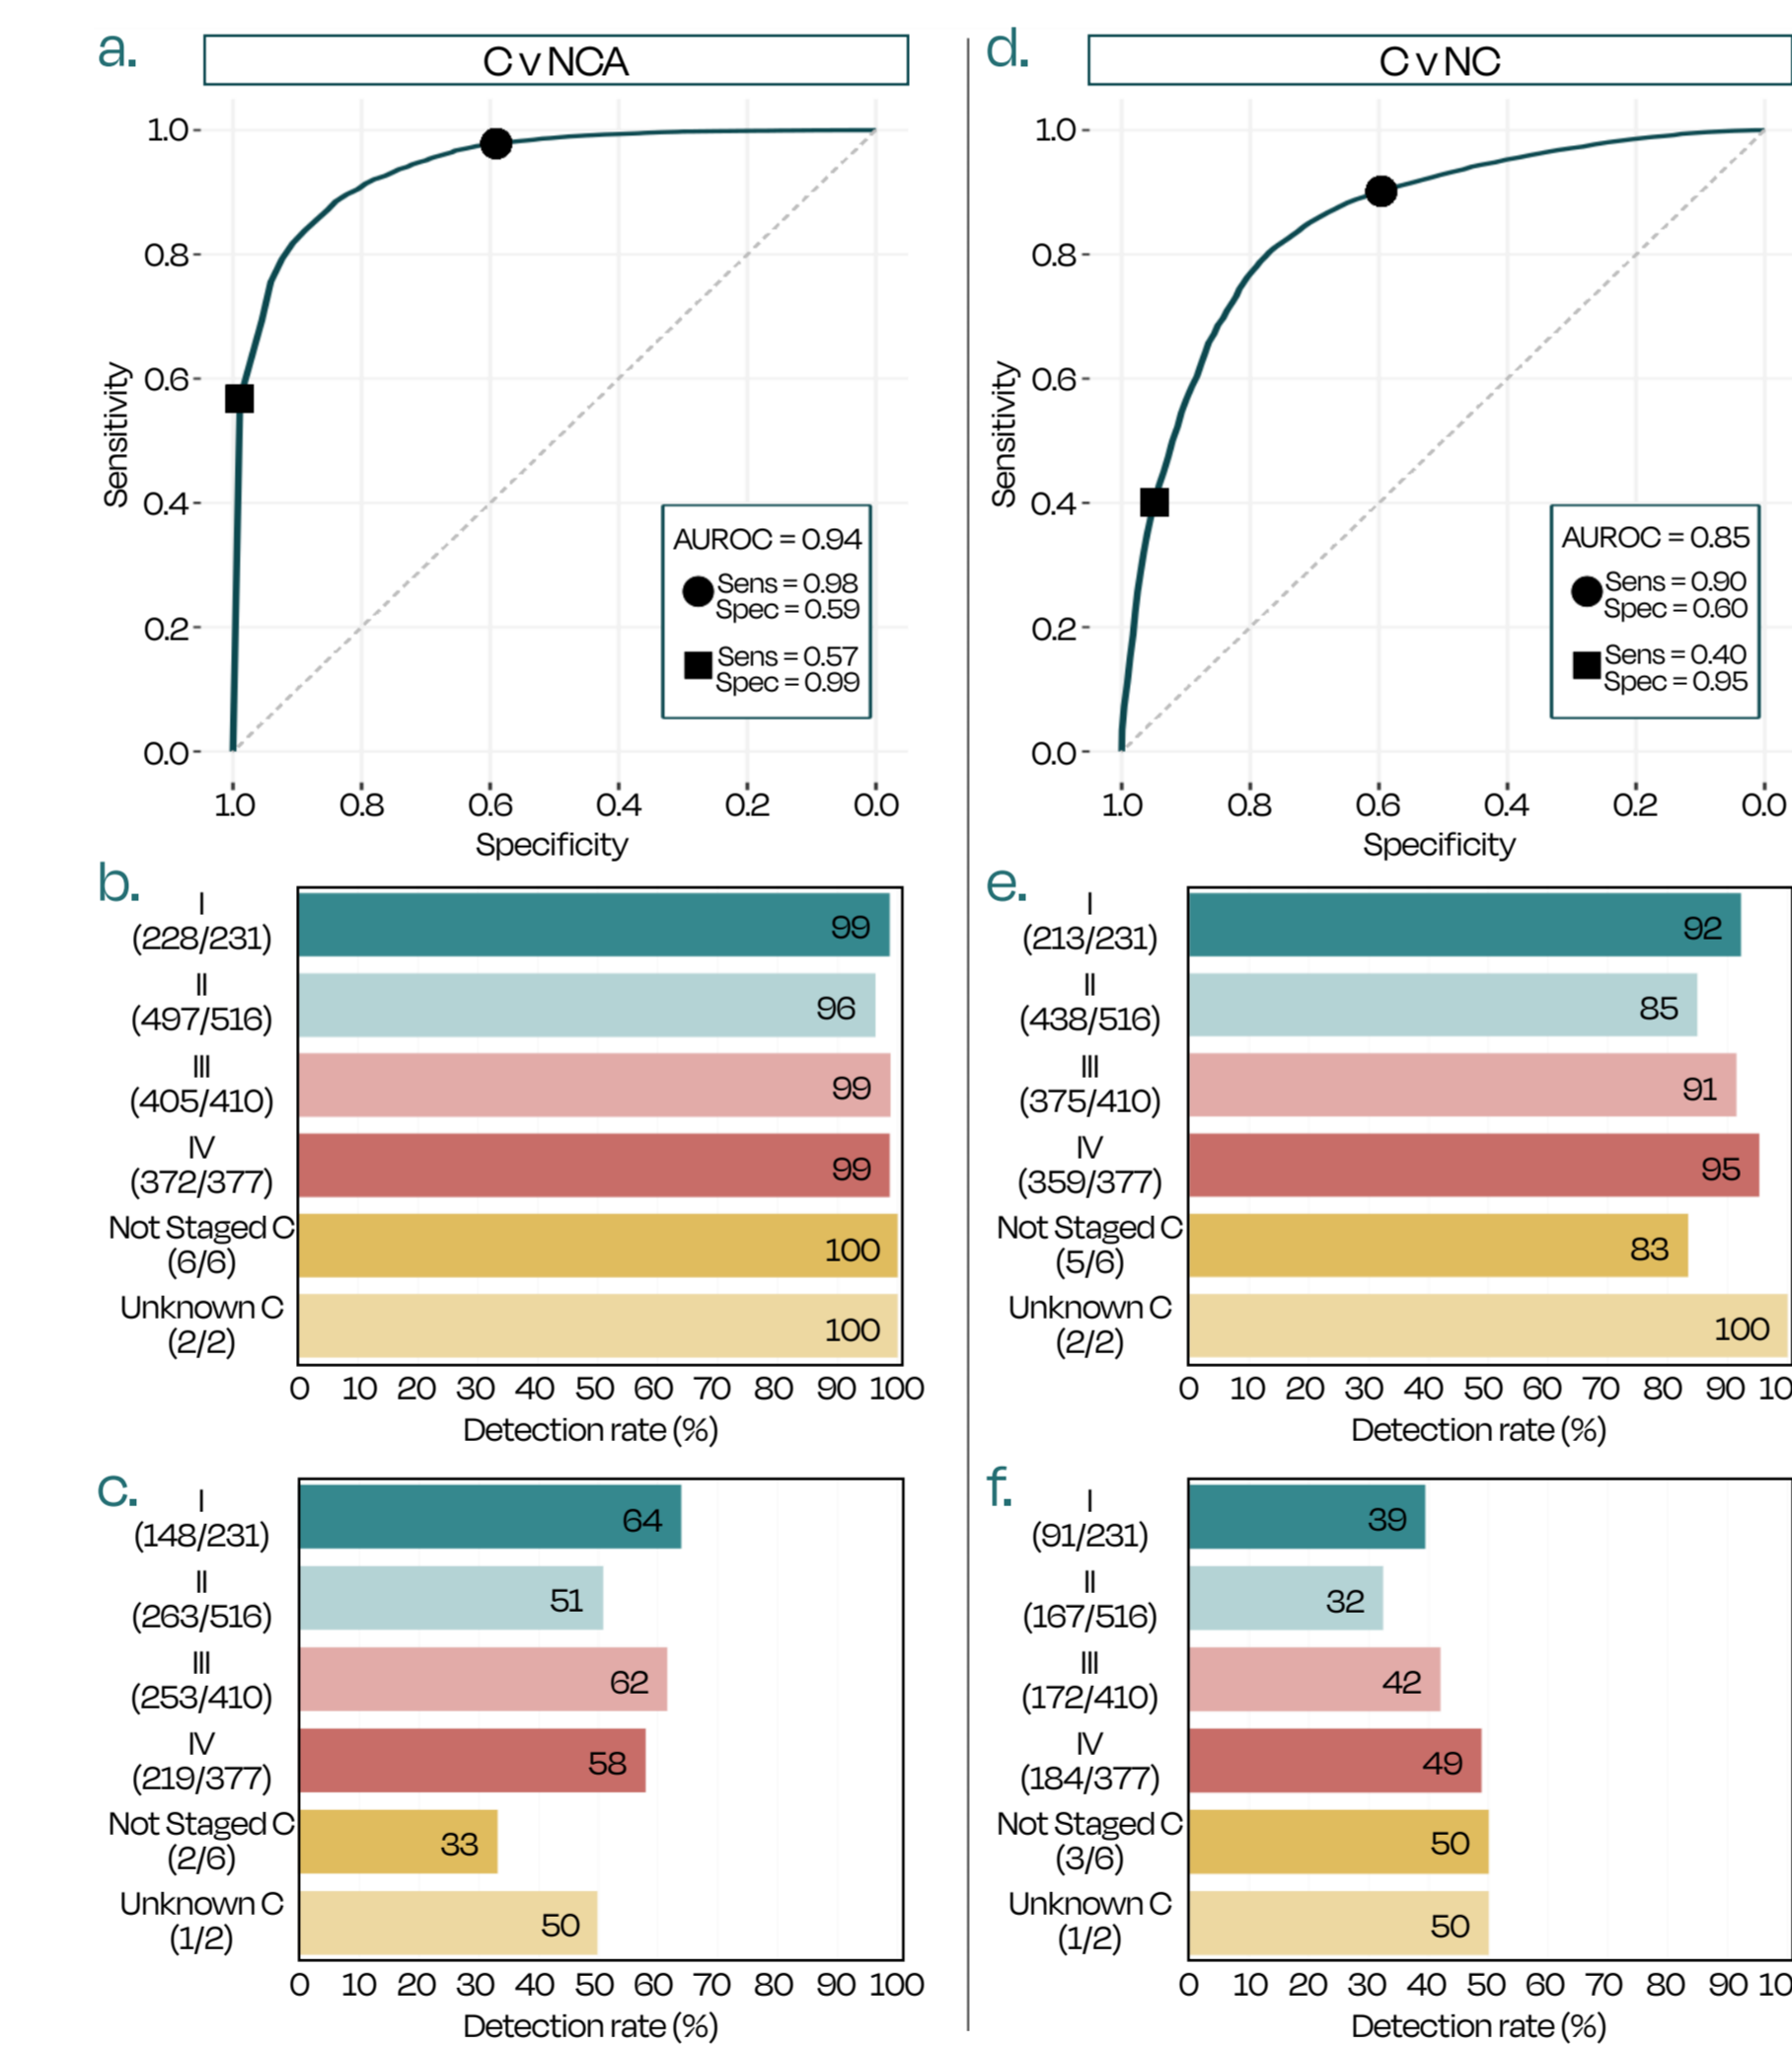 a.
C v NCA
1.0
0.8
0.6
0.4
0.2
0.0
Sensitivity
AUROC = 0.94
Sens = 0.98
Spec = 0.59
Sens = 0.57
Spec = 0.99
1.0 0.8 0.6 0.4 0.2 0.0
Specificity
b.
I
(228/231)
99
II
(497/516)
96
III
(405/410)
99
IV
(372/377)
99
Not Staged C
(6/6)
100
Unknown C
(2/2)
100
0 10 20 30 40 50 60 70 80 90 100
Detection rate (%)
c.
I
(148/231)
64
II
(263/516)
51
III
(253/410)
62
IV
(219/377)
58
Not Staged C
(2/6)
33
Unknown C
(1/2)
50
0 10 20 30 40 50 60 70 80 90 100
Detection rate (%)
d.
C v NC
1.0
0.8
0.6
0.4
0.2
0.0
Sensitivity
AUROC = 0.85
Sens = 0.90
Spec = 0.60
Sens = 0.40
Spec = 0.95
1.0 0.8 0.6 0.4 0.2 0.0
Specificity
e.
I
(213/231)
92
II
(438/516)
85
III
(375/410)
91
IV
(359/377)
95
Not Staged C
(5/6)
83
Unknown C
(2/2)
100
0 10 20 30 40 50 60 70 80 90 10
Detection rate (%)
f.
I
(91/231)
39
II
(167/516)
32
III
(172/410)
42
IV
(184/377)
49
Not Staged C
(3/6)
50
Unknown C
(1/2)
50
0 10 20 30 40 50 60 70 80 90 10
Detection rate (%)